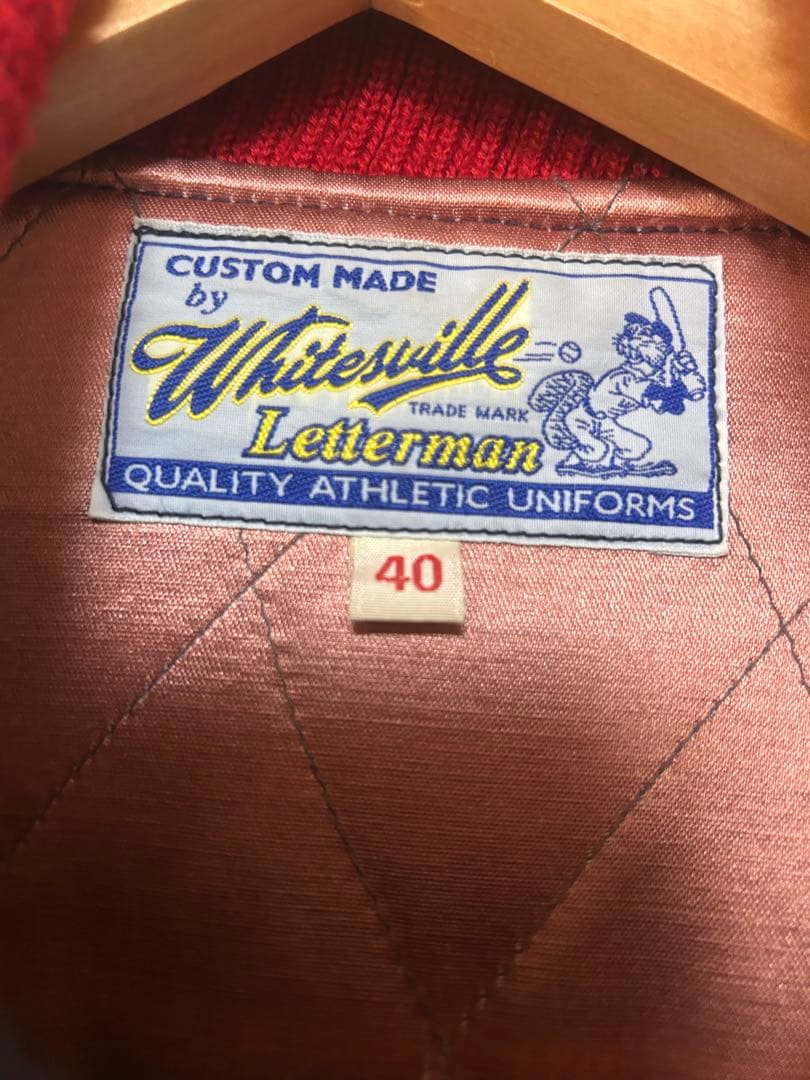 CUSTOM MADE
by
Whitesville
TRADE MARK
Letterman
QUALITY ATHLETIC UNIFORMS
40